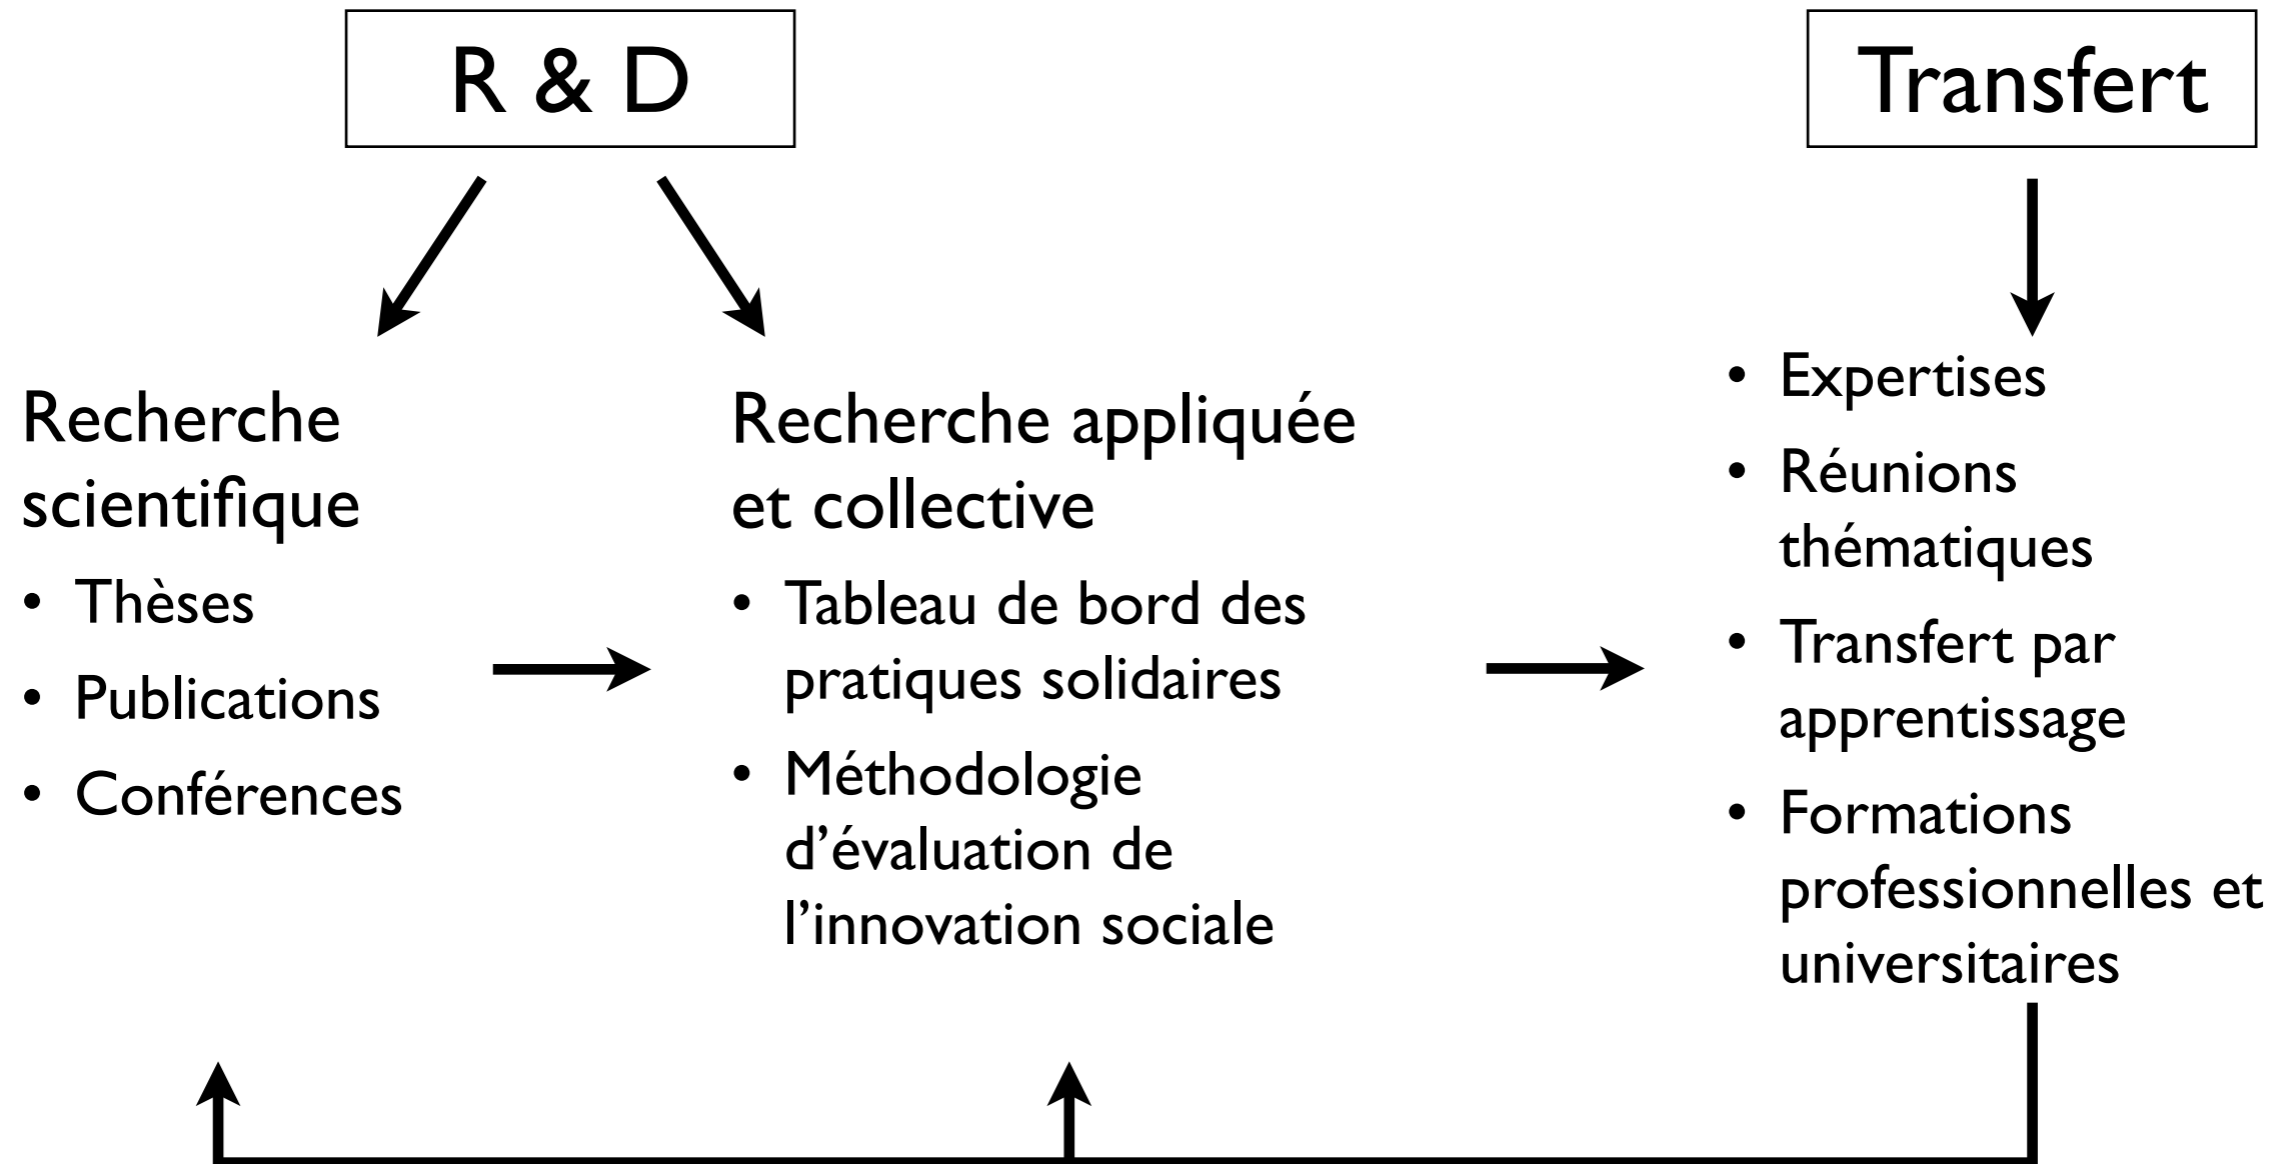 R & D
Transfert
Recherche
scientifique
• Thèses
• Publications
• Conférences
Recherche appliquée
et collective
• Tableau de bord des
pratiques solidaires
• Méthodologie
d’évaluation de
l’innovation sociale
• Expertises
• Réunions
thématiques
• Transfert par
apprentissage
• Formations
professionnelles et
universitaires